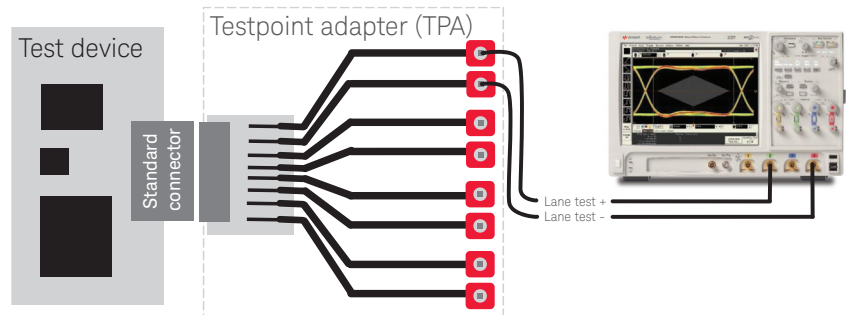 Test device
Testpoint adapter (TPA)
Standard
connector
Lane test +
Lane test -